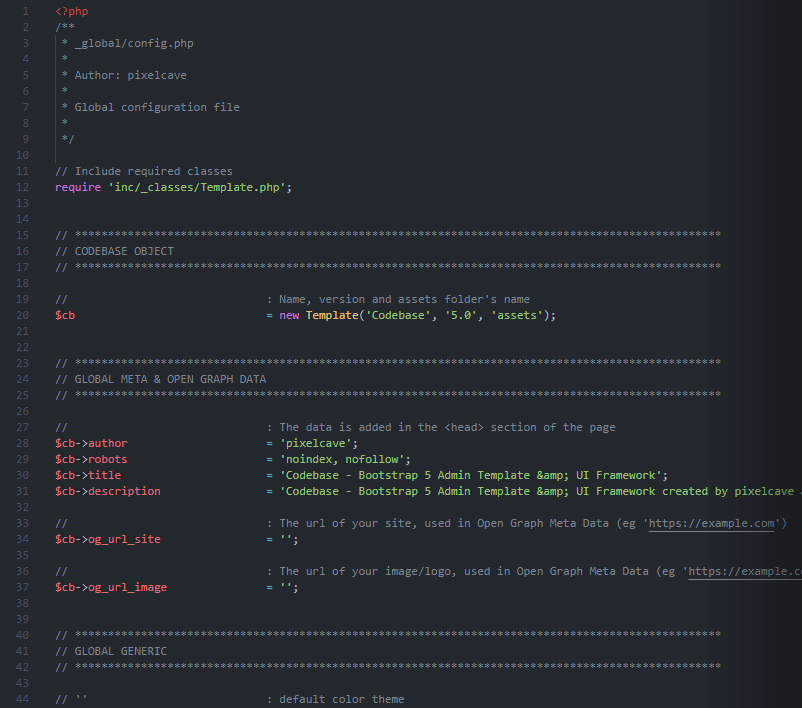 1 <?php
2 /**
3  * _global/config.php
4  *
5  * Author: pixelcave
6  *
7  * Global configuration file
8  *
9  */
10
11 // Include required classes
12 require 'inc/_classes/Template.php';
13
14
15 // **************************************************************************************************
16 // CODEBASE OBJECT
17 // **************************************************************************************************
18
19 //                              : Name, version and assets folder's name
20 $cb                             = new Template('Codebase', '5.0', 'assets');
21
22
23 // **************************************************************************************************
24 // GLOBAL META & OPEN GRAPH DATA
25 // **************************************************************************************************
26
27 //                              : The data is added in the <head> section of the page
28 $cb->author                     = 'pixelcave';
29 $cb->robots                     = 'noindex, nofollow';
30 $cb->title                      = 'Codebase - Bootstrap 5 Admin Template &amp; UI Framework';
31 $cb->description                = 'Codebase - Bootstrap 5 Admin Template &amp; UI Framework created by pixelcave
32
33 //                              : The url of your site, used in Open Graph Meta Data (eg 'https://example.com')
34 $cb->og_url_site                = '';
35
36 //                              : The url of your image/logo, used in Open Graph Meta Data (eg 'https://example.c
37 $cb->og_url_image               = '';
38
39
40 // **************************************************************************************************
41 // GLOBAL GENERIC
42 // **************************************************************************************************
43
44 // ''                           : default color theme